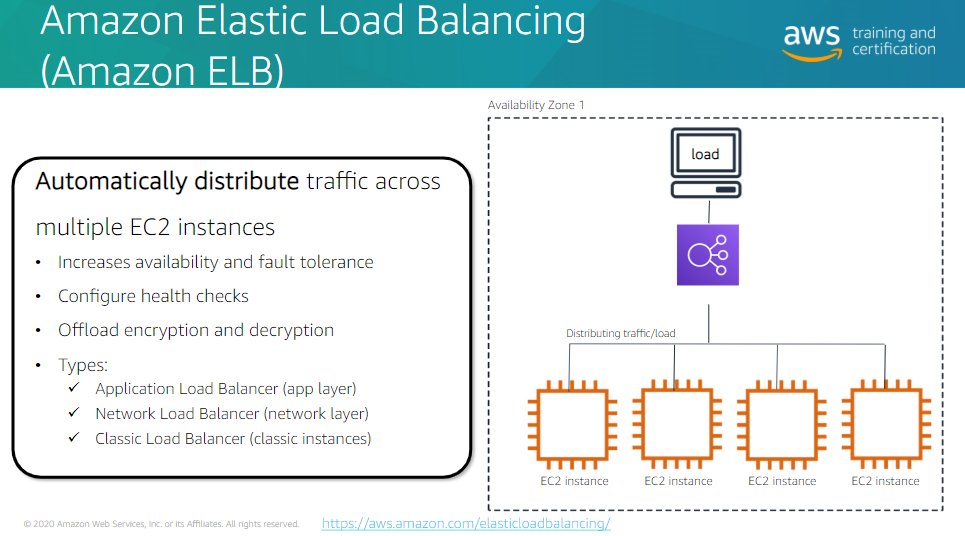 Amazon Elastic Load Balancing
(Amazon ELB)
aws training and
certification
Availability Zone 1
load
Automatically distribute traffic across
multiple EC2 instances
• Increases availability and fault tolerance
• Configure health checks
• Offload encryption and decryption
• Types:
✓ Application Load Balancer (app layer)
✓ Network Load Balancer (network layer)
✓ Classic Load Balancer (classic instances)
Distributing traffic/load
EC2 instance EC2 instance EC2 instance EC2 instance
© 2020 Amazon Web Services, Inc. or its Affiliates. All rights reserved.
https://aws.amazon.com/elasticloadbalancing/